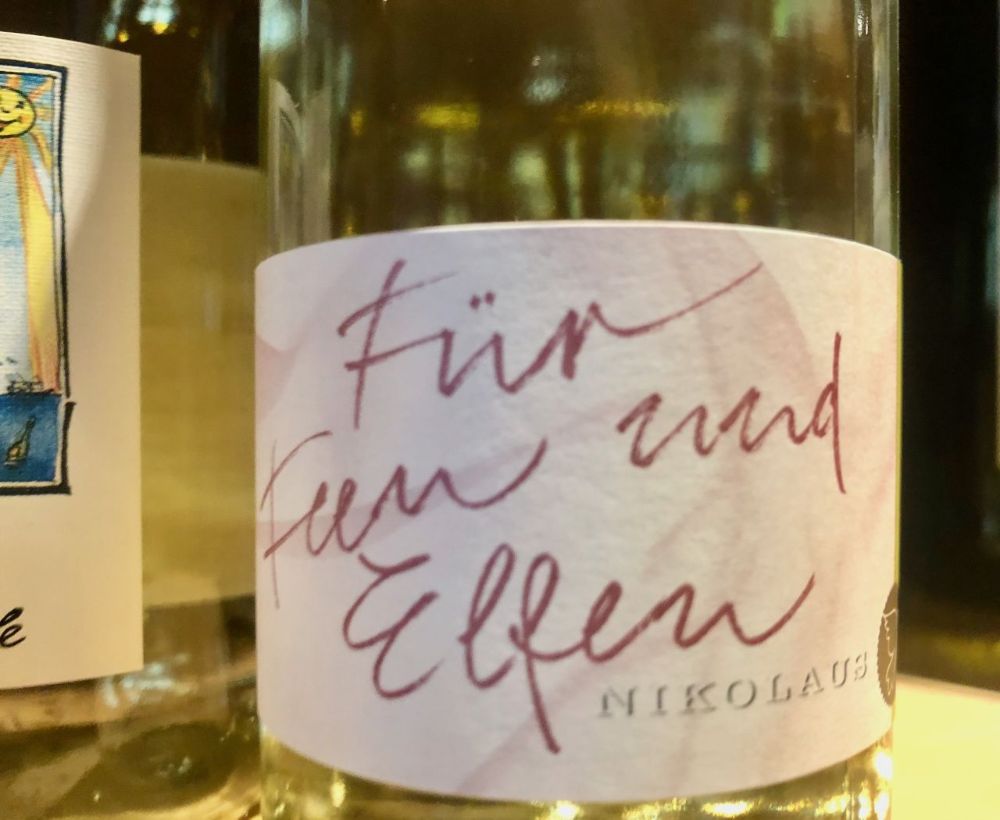 Für
Feen und
Elfen
NIKOLAUS